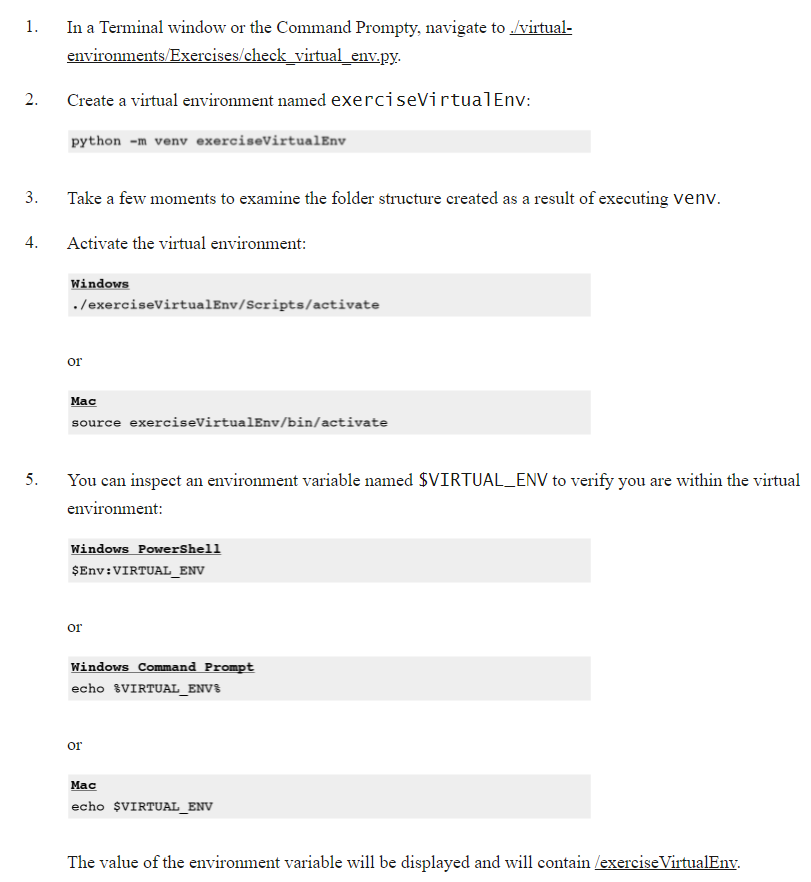 1. In a Terminal window or the Command Prompty, navigate to ./virtual-
environments/Exercises/check_virtual_env.py.
2. Create a virtual environment named exerciseVirtualEnv:
python -m venv exerciseVirtualEnv
3. Take a few moments to examine the folder structure created as a result of executing venv.
4. Activate the virtual environment:
Windows
./exerciseVirtualEnv/Scripts/activate
or
Mac
source exerciseVirtualEnv/bin/activate
5. You can inspect an environment variable named $VIRTUAL_ENV to verify you are within the virtual
environment:
Windows PowerShell
$Env:VIRTUAL_ENV
or
Windows Command Prompt
echo %VIRTUAL_ENV%
or
Mac
echo $VIRTUAL_ENV
The value of the environment variable will be displayed and will contain /exerciseVirtualEnv.